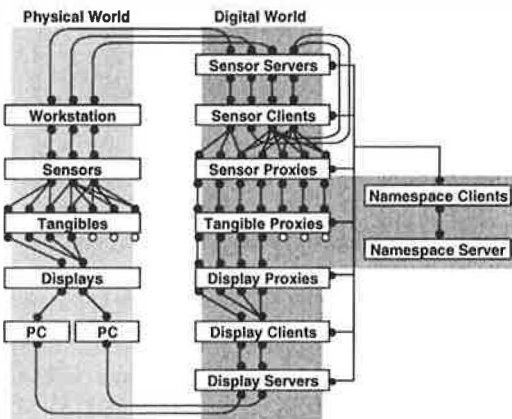 Physical World
Digital World
Sensor Servers
Workstation
Sensor Clients
Sensors
Sensor Proxies
Namespace Clients
Tangibles
Tangible Proxies
Namespace Server
Displays
Display Proxies
PC
PC
Display Clients
Display Servers